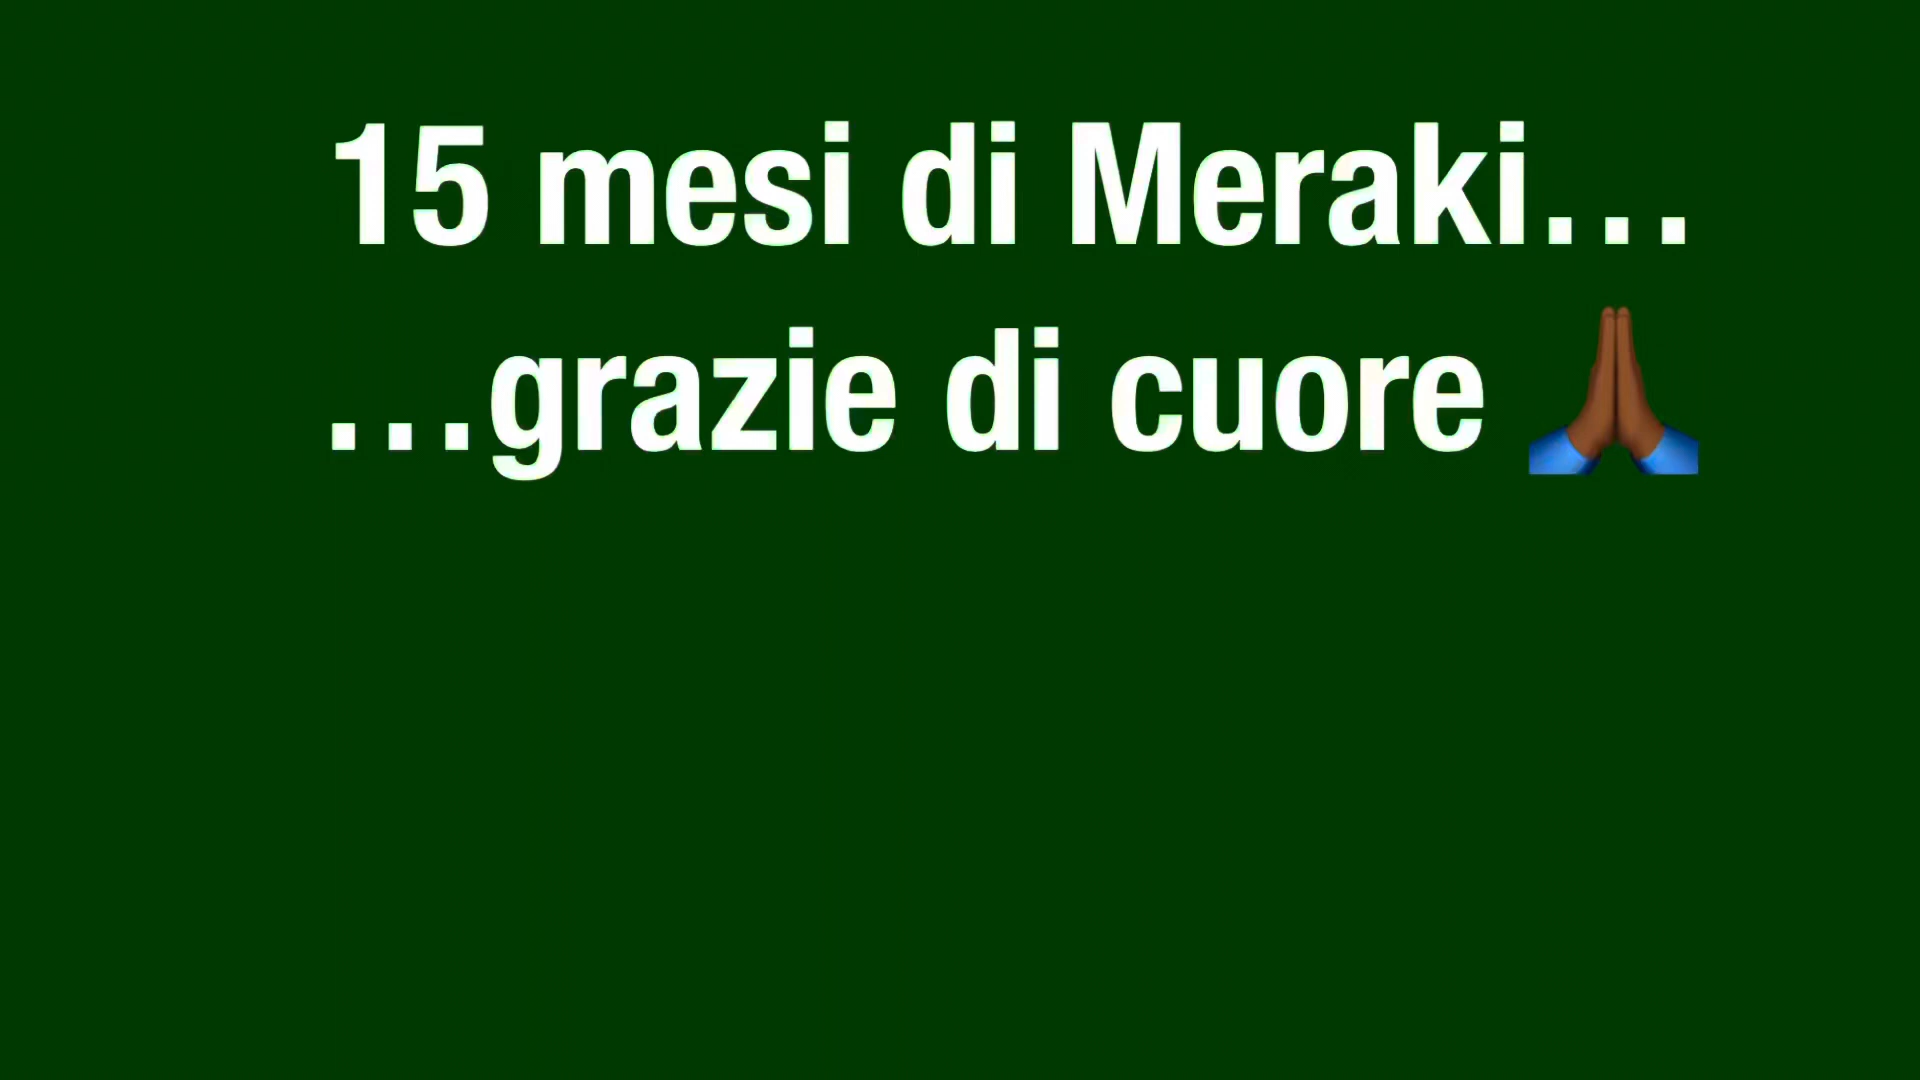 15 mesi di Meraki…
…grazie di cuore 🙏🏾